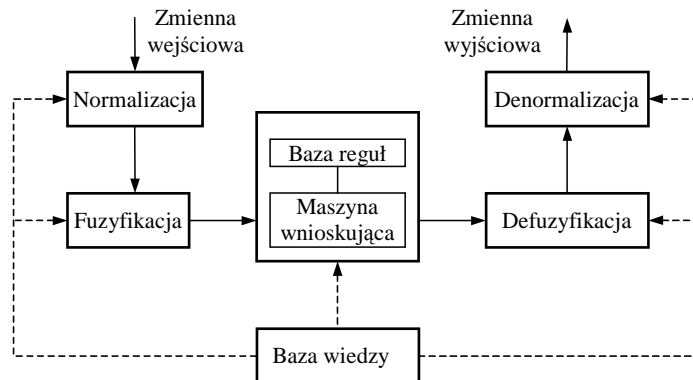 Zmienna
wejściowa
Zmienna
wyjściowa
Normalizacja
Denormalizacja
Baza reguł
Maszyna
wnioskująca
Fuzyfikacja
Defuzyfikacja
Baza wiedzy